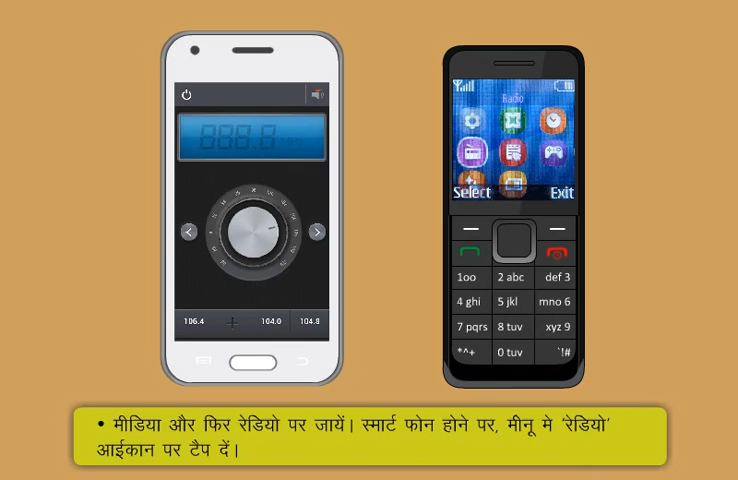 888.8
106.4 104.0 104.8
Radio
Select Exit
1oo 2 abc def 3
4 ghi 5 jkl mno 6
7 pqrs 8 tuv xyz 9
*^+ 0 tuv `!#
• मीडिया और फिर रेडियो पर जायें। स्मार्ट फोन होने पर, मीनू मे ‘रेडियो’
आईकान पर टैप दें।